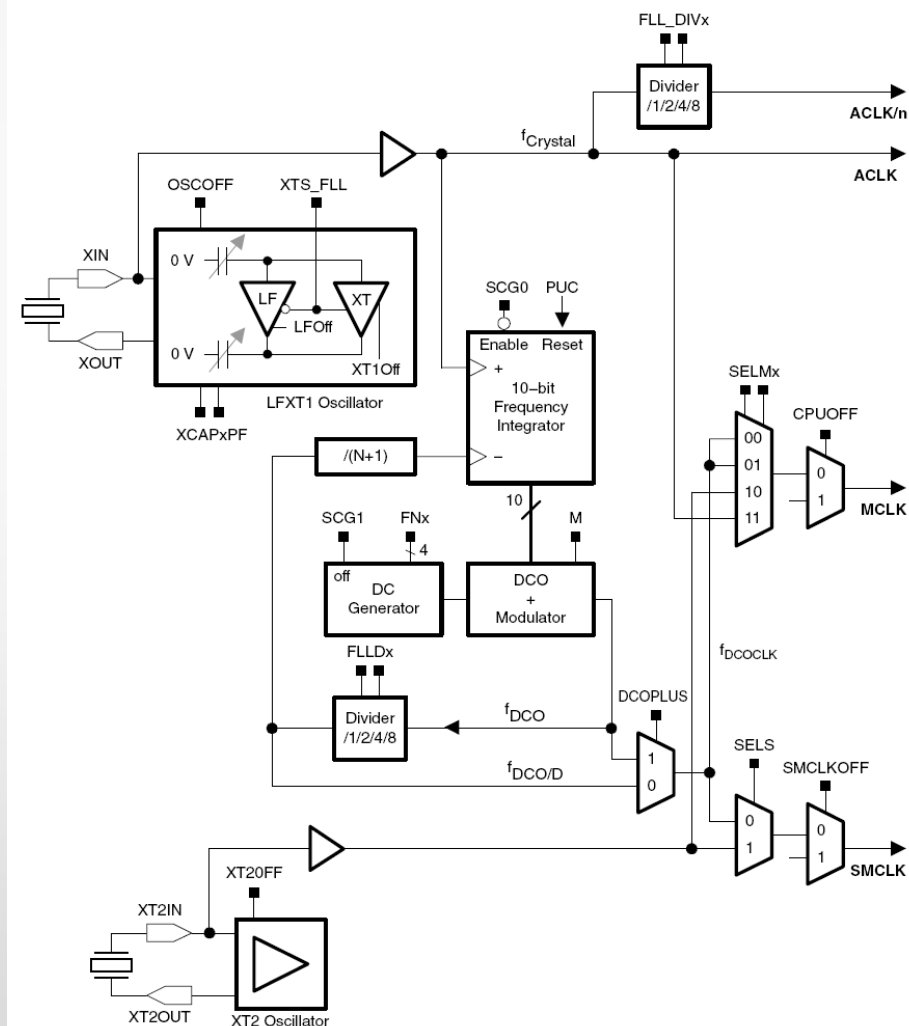 FLL_DIVx
Divider
/1/2/4/8
ACLK/n
fCrystal
ACLK
OSCOFF
XTS_FLL
XIN
0 V
LF
XT
LFOff
0 V
XT1Off
XOUT
LFXT1 Oscillator
XCAPxPF
SCG0
PUC
Enable
Reset
+
10–bit
Frequency
Integrator
–
/(N+1)
10
SELMx
CPUOFF
00
01
10
11
0
1
MCLK
SCG1
FNx
4
M
off
DC
Generator
DCO
+
Modulator
fDCOCLK
FLLDx
Divider
/1/2/4/8
fDCO
fDCO/D
DCOPLUS
1
0
SELS
SMCLKOFF
0
1
0
1
SMCLK
XT2OFF
XT2IN
XT2OUT
XT2 Oscillator